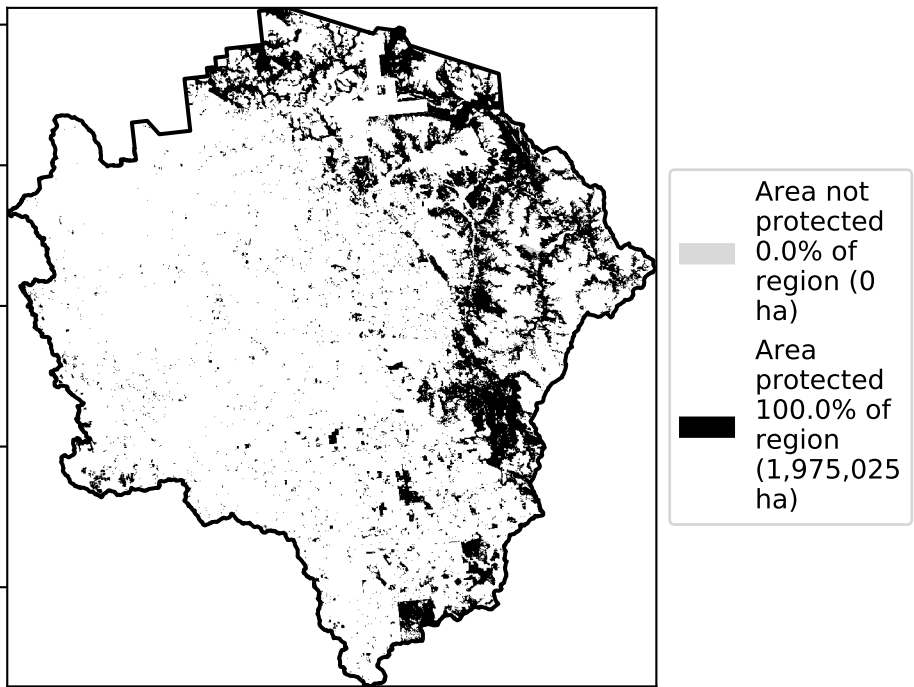 Area not
protected
0.0% of
region (0
ha)
Area
protected
100.0% of
region
(1,975,025
ha)